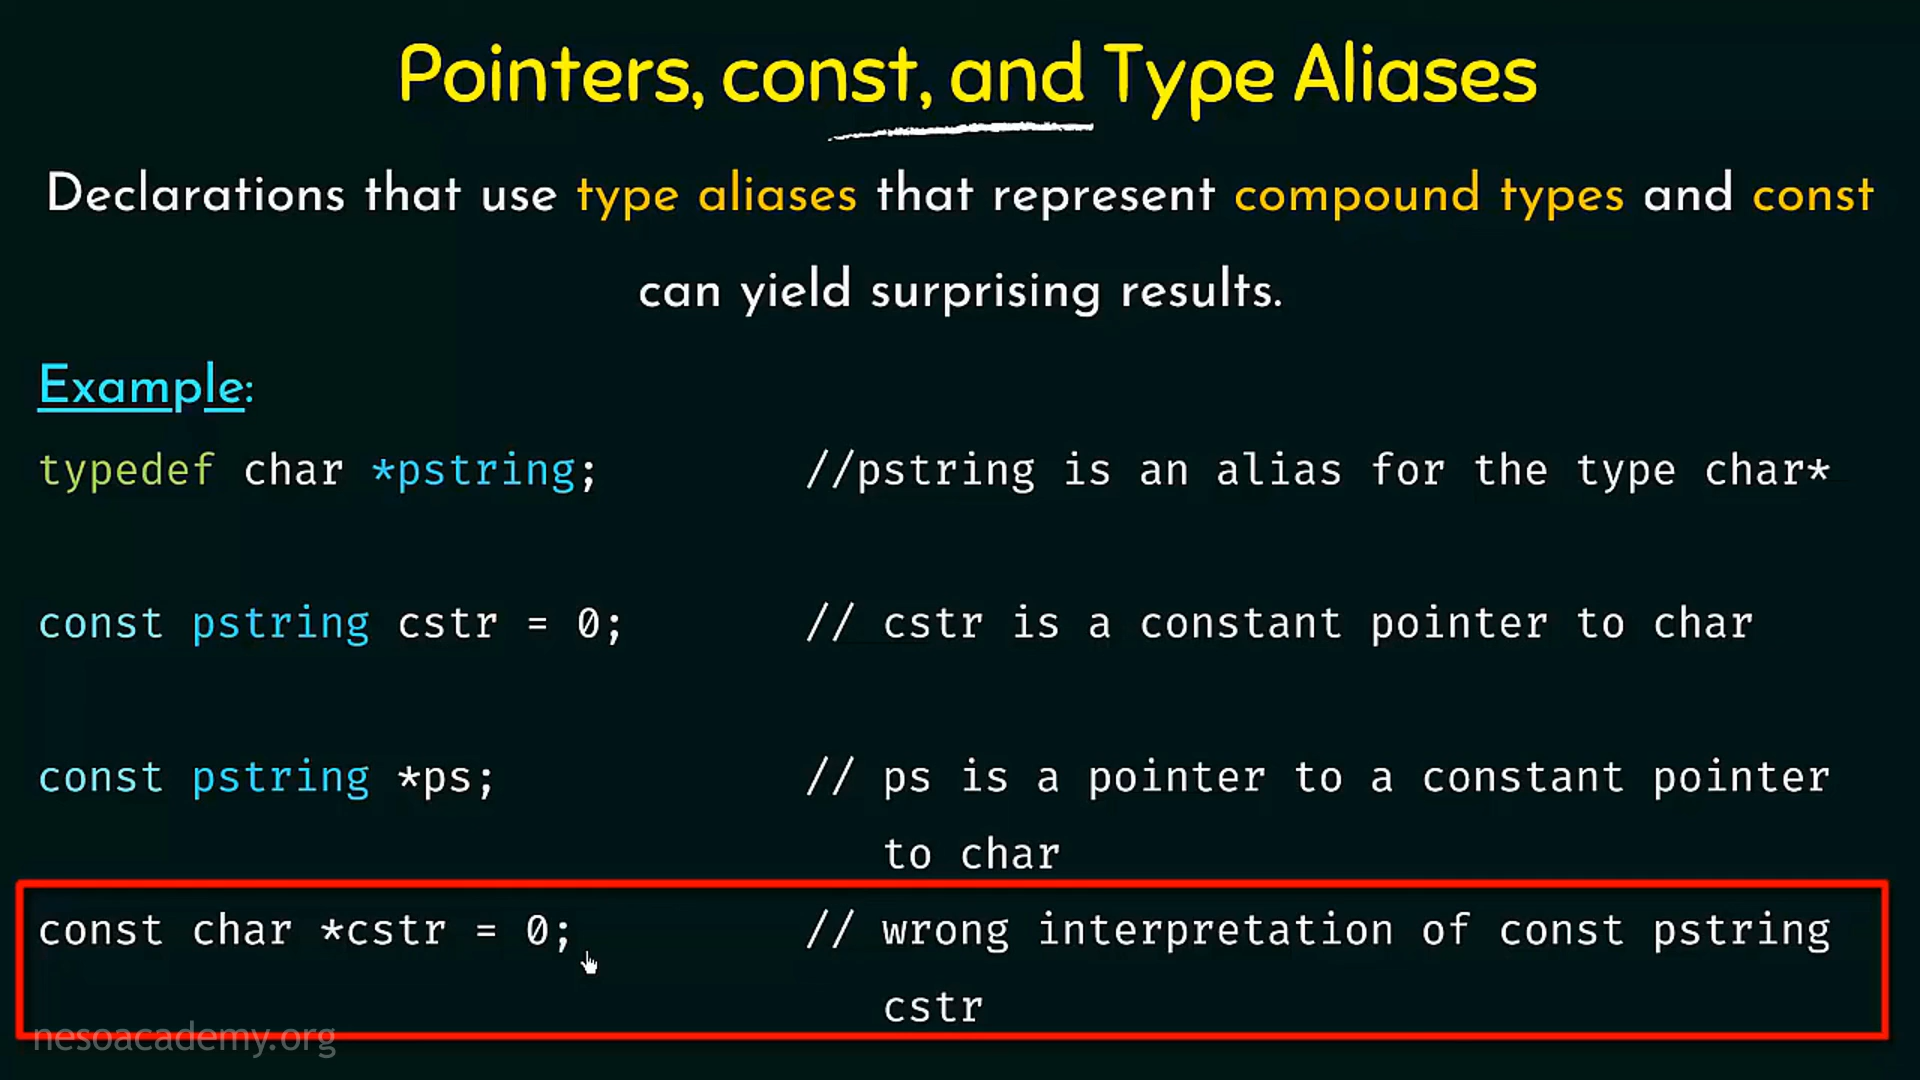 Pointers, const, and Type Aliases
Declarations that use type aliases that represent compound types and const
can yield surprising results.
Example:
typedef char *pstring; //pstring is an alias for the type char*
const pstring cstr = 0; // cstr is a constant pointer to char
const pstring *ps; // ps is a pointer to a constant pointer
to char
const char *cstr = 0; // wrong interpretation of const pstring
cstr
nesoacademy.org